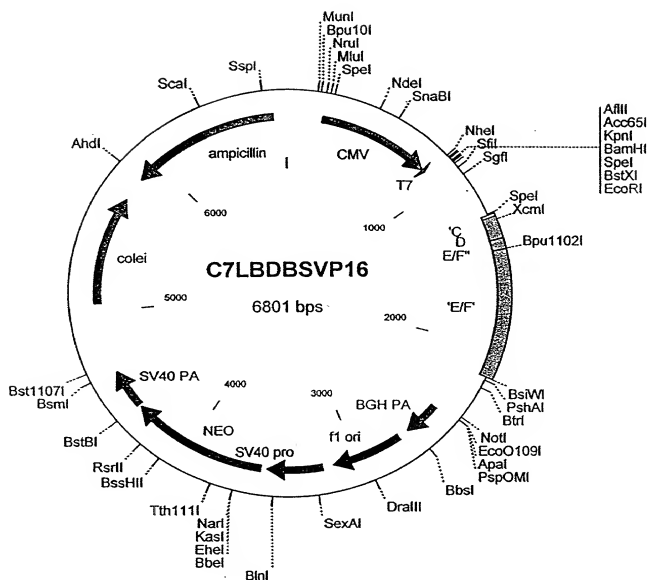 MunI
Bpu10I
NruI
MluI
SpeI
SspI
ScaI
AhdI
NdeI
SnaBI
NheI
SfiI
SgfI
AflII
Acc65I
KpnI
BamHI
SpeI
BstXI
EcoRI
ampicillin
I
CMV
T7
6000
1000
SpeI
XcmI
Bpu1102I
'C
D
E/F"
'E/F'
colei
C7LBDBSVP16
6801 bps
5000
2000
4000
3000
SV40 PA
NEO
SV40 pro
f1 ori
BGH PA
BsiWI
PshAI
BtrI
NotI
EcoO109I
ApaI
PspOMI
BbsI
DraIII
SexAI
BlnI
NarI
KasI
EheI
BbeI
Tth111I
BssHII
RsrII
BstBI
BsmI
Bst1107I